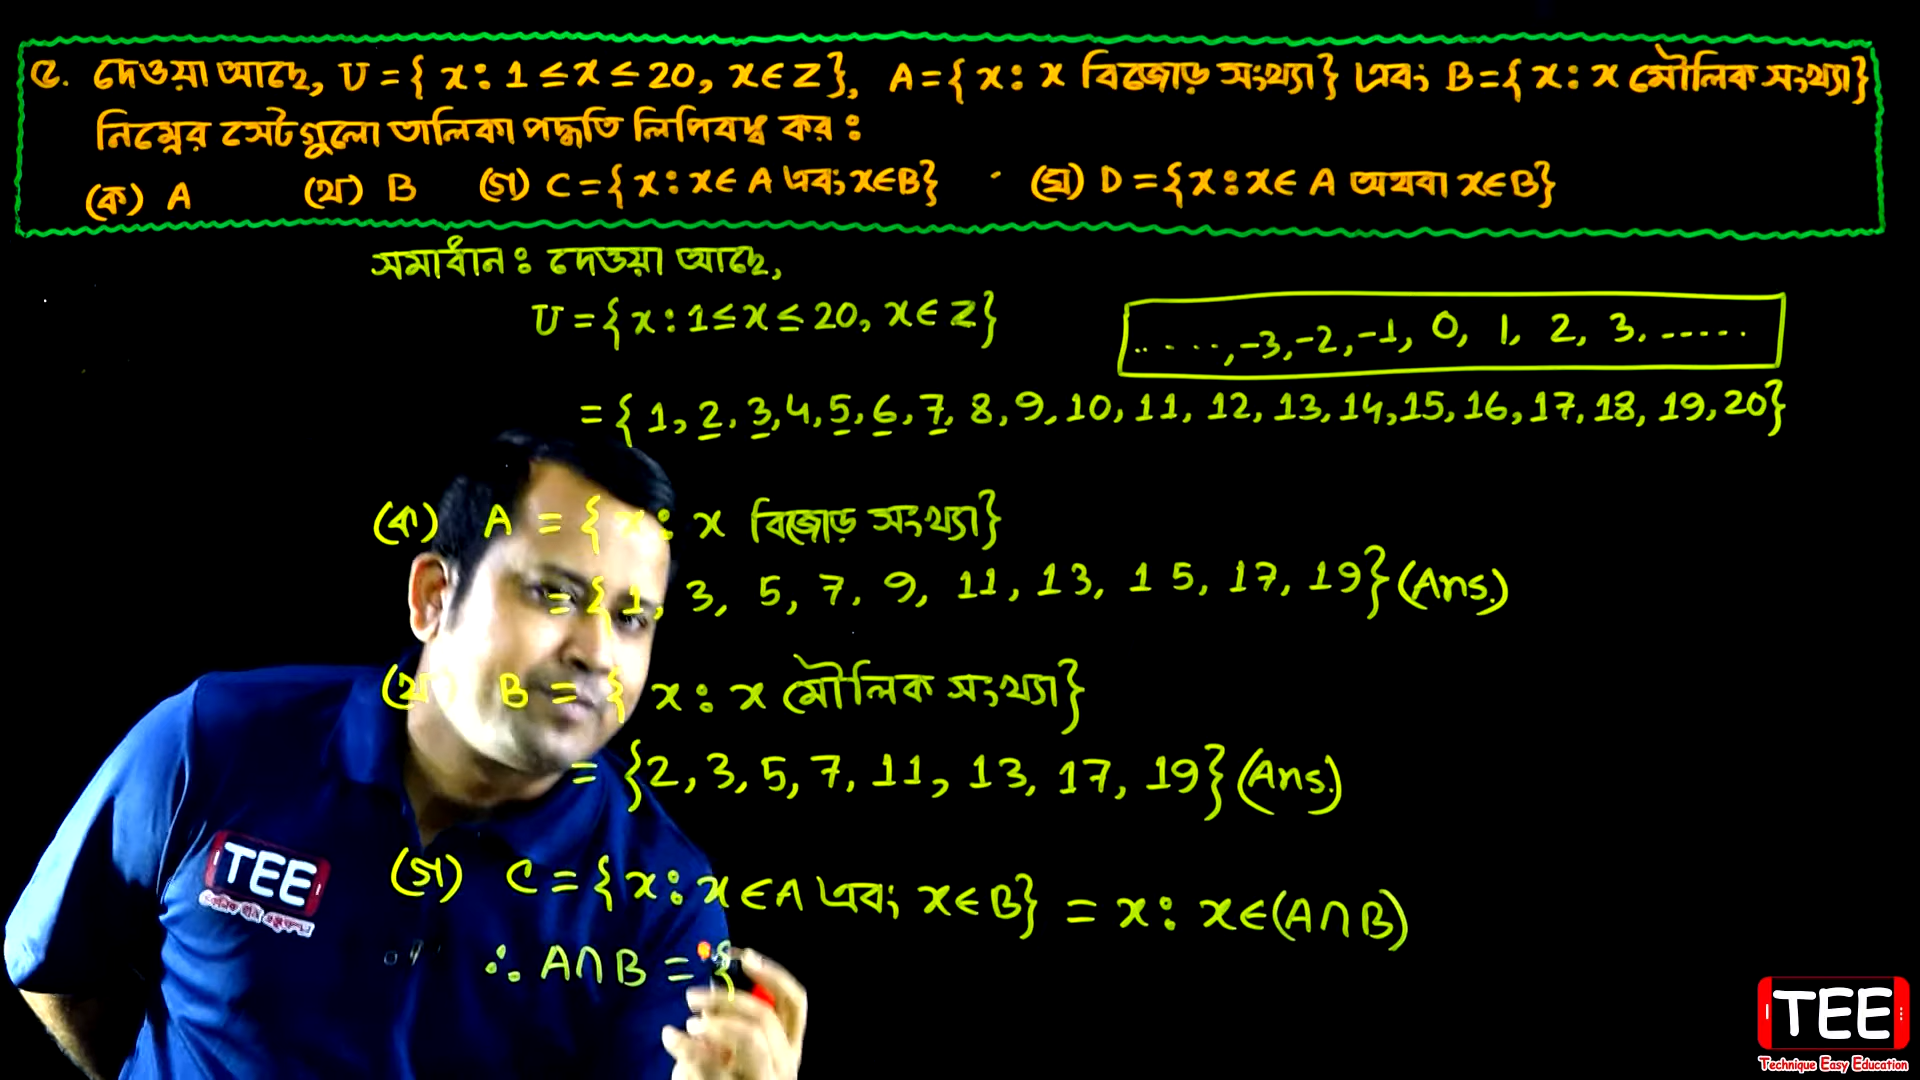 ৫. দেওয়া আছে, U = { x : 1 ≤ x ≤ 20, x ∈ Z }, A = { x : x বিজোড় সংখ্যা } এবং B = { x : x মৌলিক সংখ্যা }
নিম্নের সেটগুলো তালিকা পদ্ধতি লিপিবদ্ধ কর :
(ক) A (খ) B (গ) C = { x : x ∈ A এবং x ∈ B } (ঘ) D = { x : x ∈ A অথবা x ∈ B }
সমাধান : দেওয়া আছে,
U = { x : 1 ≤ x ≤ 20, x ∈ Z }
....., -3, -2, -1, 0, 1, 2, 3. ......
= { 1, 2, 3, 4, 5, 6, 7, 8, 9, 10, 11, 12, 13, 14, 15, 16, 17, 18, 19, 20 }
(ক) A = { x : x বিজোড় সংখ্যা }
= { 1, 3, 5, 7, 9, 11, 13, 15, 17, 19 } (Ans.)
(খ) B = { x : x মৌলিক সংখ্যা }
= { 2, 3, 5, 7, 11, 13, 17, 19 } (Ans.)
(গ) C = { x : x ∈ A এবং x ∈ B } = x : x ∈ (A ∩ B)
∴ A ∩ B = {
TEE
TEE
Technique Easy Education